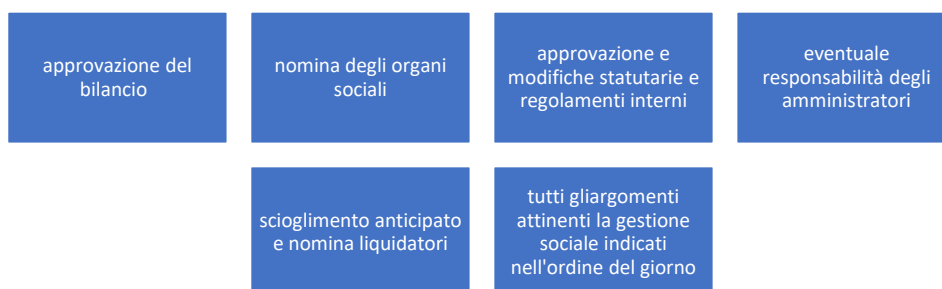 approvazione del
bilancio
nomina degli organi
sociali
approvazione e
modifiche statutarie e
regolamenti interni
eventuale
responsabilità degli
amministratori
scioglimento anticipato
e nomina liquidatori
tutti gliargomenti
attinenti la gestione
sociale indicati
nell'ordine del giorno